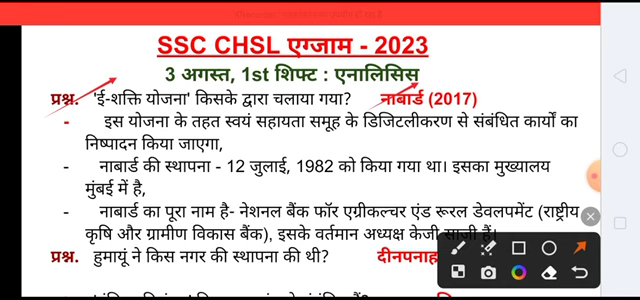 SSC CHSL एग्जाम - 2023
3 अगस्त, 1st शिफ्ट : एनालिसिस
प्रश्न. 'ई-शक्ति योजना' किसके द्वारा चलाया गया? नाबार्ड (2017)
- इस योजना के तहत स्वयं सहायता समूह के डिजिटलीकरण से संबंधित कार्यों का
निष्पादन किया जाएगा,
- नाबार्ड की स्थापना - 12 जुलाई, 1982 को किया गया था। इसका मुख्यालय
मुंबई में है,
- नाबार्ड का पूरा नाम है- नेशनल बैंक फॉर एग्रीकल्चर एंड रूरल डेवलपमेंट (राष्ट्रीय
कृषि और ग्रामीण विकास बैंक), इसके वर्तमान अध्यक्ष केजी साजी हैं।
प्रश्न. हुमायूं ने किस नगर की स्थापना की थी? दीनपनाह